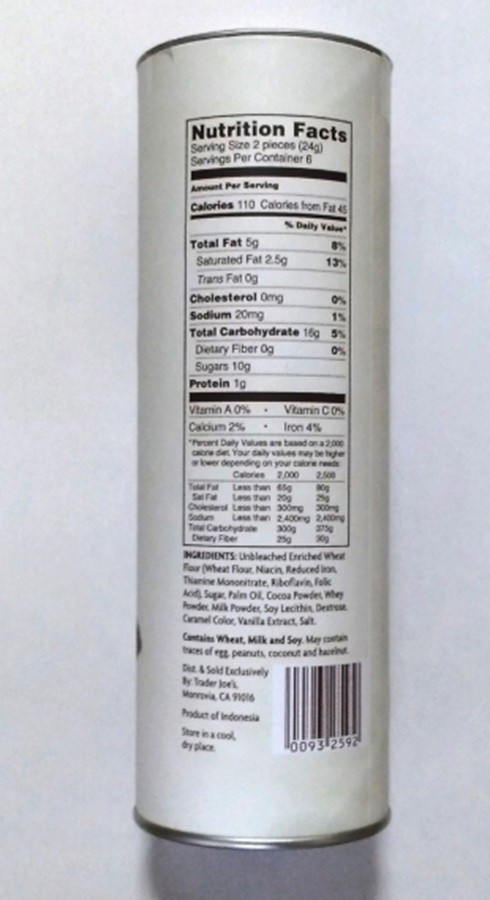 Nutrition Facts
Serving Size 2 pieces (24g)
Servings Per Container 6
Amount Per Serving
Calories 110 Calories from Fat 45
% Daily Value*
Total Fat 5g 8%
Saturated Fat 2.5g 13%
Trans Fat 0g
Cholesterol 0mg 0%
Sodium 20mg 1%
Total Carbohydrate 16g 5%
Dietary Fiber 0g 0%
Sugars 10g
Protein 1g
Vitamin A 0% • Vitamin C 0%
Calcium 2% • Iron 4%
*Percent Daily Values are based on a 2,000
calorie diet. Your daily values may be higher
or lower depending on your calorie needs:
Calories 2,000 2,500
Total Fat Less than 65g 80g
Sat Fat Less than 20g 25g
Cholesterol Less than 300mg 300mg
Sodium Less than 2,400mg 2,400mg
Total Carbohydrate 300g 375g
Dietary Fiber 25g 30g
INGREDIENTS: Unbleached Enriched Wheat
Flour (Wheat Flour, Niacin, Reduced Iron,
Thiamine Mononitrate, Riboflavin, Folic
Acid), Sugar, Palm Oil, Cocoa Powder, Whey
Powder, Milk Powder, Soy Lecithin, Dextrose,
Caramel Color, Vanilla Extract, Salt.
Contains Wheat, Milk and Soy. May contain
traces of egg, peanuts, coconut and hazelnut.
Dist. & Sold Exclusively
By: Trader Joe's,
Monrovia, CA 91016
Product of Indonesia
Store in a cool,
dry place.
0093 2592